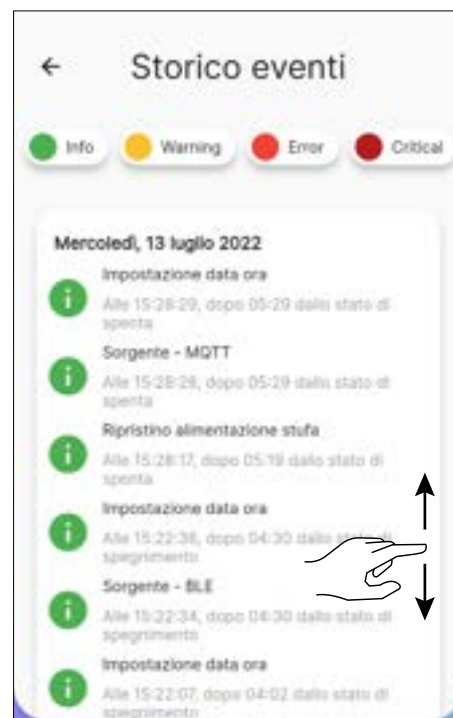 Storico eventi
Info Warning Error Critical
Mercoledì, 13 luglio 2022
Impostazione data ora
Alle 15:28:29, dopo 05:29 dallo stato di
spenta
Sorgente - MQTT
Alle 15:28:28, dopo 05:29 dallo stato di
spenta
Ripristino alimentazione stufa
Alle 15:28:17, dopo 05:19 dallo stato di
spenta
Impostazione data ora
Alle 15:22:38, dopo 04:30 dallo stato di
spegnimento
Sorgente - BLE
Alle 15:22:34, dopo 04:30 dallo stato di
spegnimento
Impostazione data ora
Alle 15:22:07, dopo 04:02 dallo stato di
spegnimento